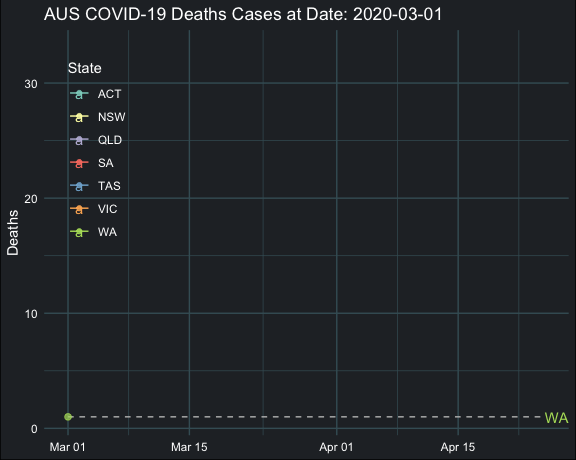 AUS COVID-19 Deaths Cases at Date: 2020-03-01
State
a ACT
a NSW
a QLD
a SA
a TAS
a VIC
a WA
Deaths
30
20
10
0
WA
Mar 01 Mar 15 Apr 01 Apr 15